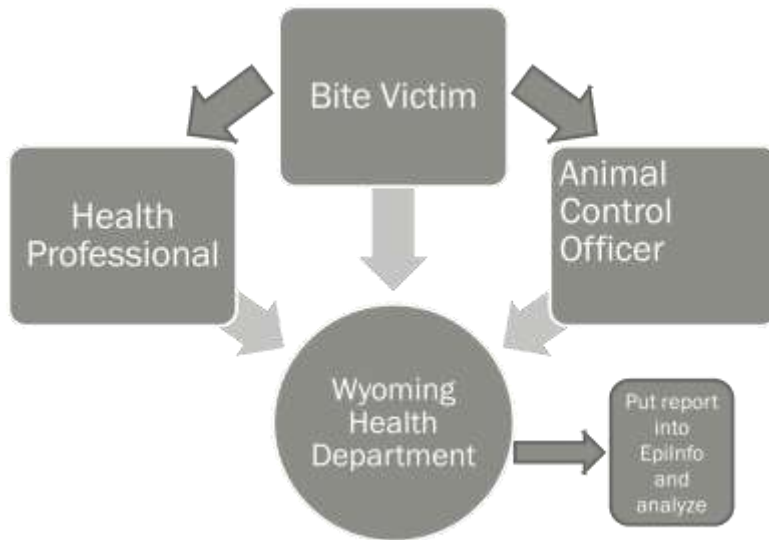 Bite Victim
Health
Professional
Animal
Control
Officer
Wyoming
Health
Department
Put report
into
EpiInfo
and
analyze